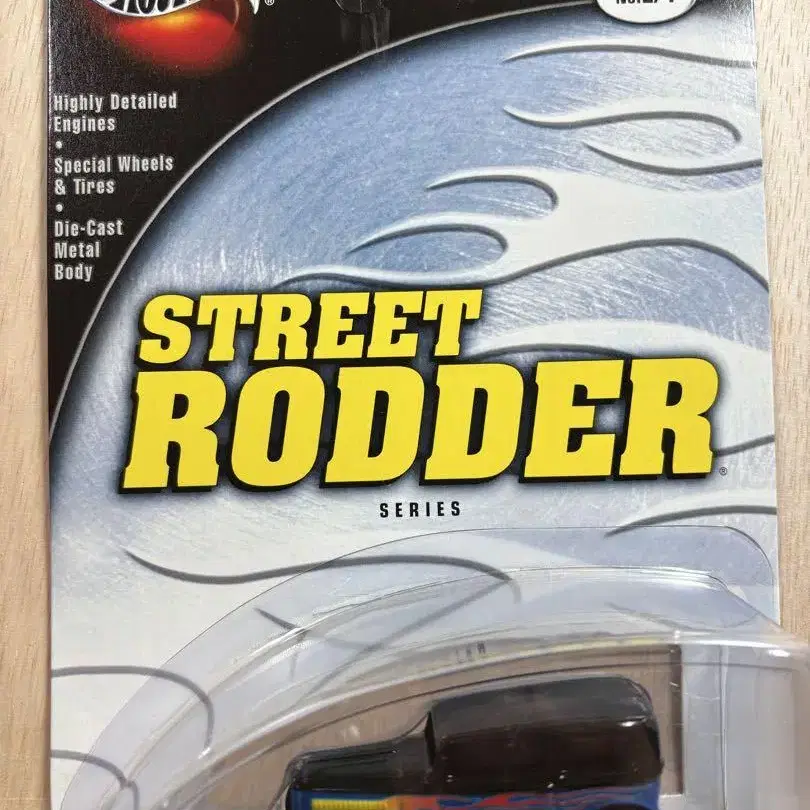 Highly Detailed
Engines
•
Special Wheels
& Tires
•
Die-Cast
Metal
Body
STREET
RODDER®
SERIES